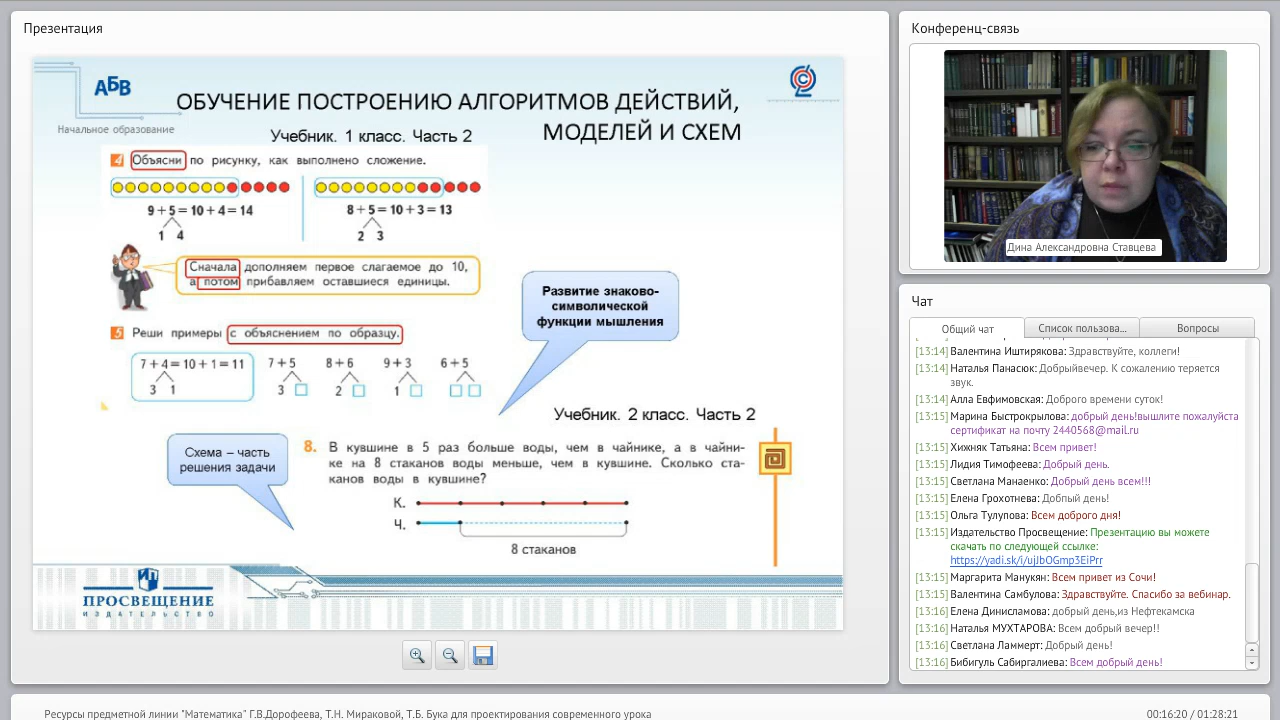 Презентация
АБВ
Начальное образование
ОБУЧЕНИЕ ПОСТРОЕНИЮ АЛГОРИТМОВ ДЕЙСТВИЙ,
МОДЕЛЕЙ И СХЕМ
Учебник. 1 класс. Часть 2
4 Объясни по рисунку, как выполнено сложение.
9 + 5 = 10 + 4 = 14
1 4
8 + 5 = 10 + 3 = 13
2 3
Сначала дополняем первое слагаемое до 10,
а потом прибавляем оставшиеся единицы.
5 Реши примеры с объяснением по образцу.
7 + 4 = 10 + 1 = 11 7 + 5 8 + 6 9 + 3 6 + 5
3 1 3 2 1
Развитие знаково-
символической
функции мышления
Учебник. 2 класс. Часть 2
Схема – часть
решения задачи
8. В кувшине в 5 раз больше воды, чем в чайнике, а в чайни-
ке на 8 стаканов воды меньше, чем в кувшине. Сколько ста-
канов воды в кувшине?
К.
Ч.
8 стаканов
ПРОСВЕЩЕНИЕ
ИЗДАТЕЛЬСТВО
Конференц-связь
Дина Александровна Ставцева
Чат
Общий чат Список пользова... Вопросы
[13:14] Валентина Иштирякова: Здравствуйте, коллеги!
[13:14] Наталья Панасюк: Добрыйвечер. К сожалению теряется
звук.
[13:14] Алла Евфимовская: Доброго времени суток!
[13:15] Марина Быстрокрылова: добрый день!вышлите пожалуйста
сертификат на почту 2440568@mail.ru
[13:15] Хижняк Татьяна: Всем привет!
[13:15] Лидия Тимофеева: Добрый день.
[13:15] Светлана Манаенко: Добрый день всем!!!
[13:15] Елена Грохотнева: Добпый день!
[13:15] Ольга Тулупова: Всем доброго дня!
[13:15] Издательство Просвещение: Презентацию вы можете
скачать по следующей ссылке:
https://yadi.sk/i/ujJbOGmp3EiPrr
[13:15] Маргарита Манукян: Всем привет из Сочи!
[13:15] Валентина Самбулова: Здравствуйте. Спасибо за вебинар.
[13:16] Елена Динисламова: добрый день,из Нефтекамска
[13:16] Наталья МУХТАРОВА: Всем добрый вечер!!
[13:16] Светлана Ламмерт: Добрый день!
[13:16] Бибигуль Сабиргалиева: Всем добрый день!
Ресурсы предметной линии "Математика" Г.В.Дорофеева, Т.Н. Мираковой, Т.Б. Бука для проектирования современного урока
00:16:20 / 01:28:21